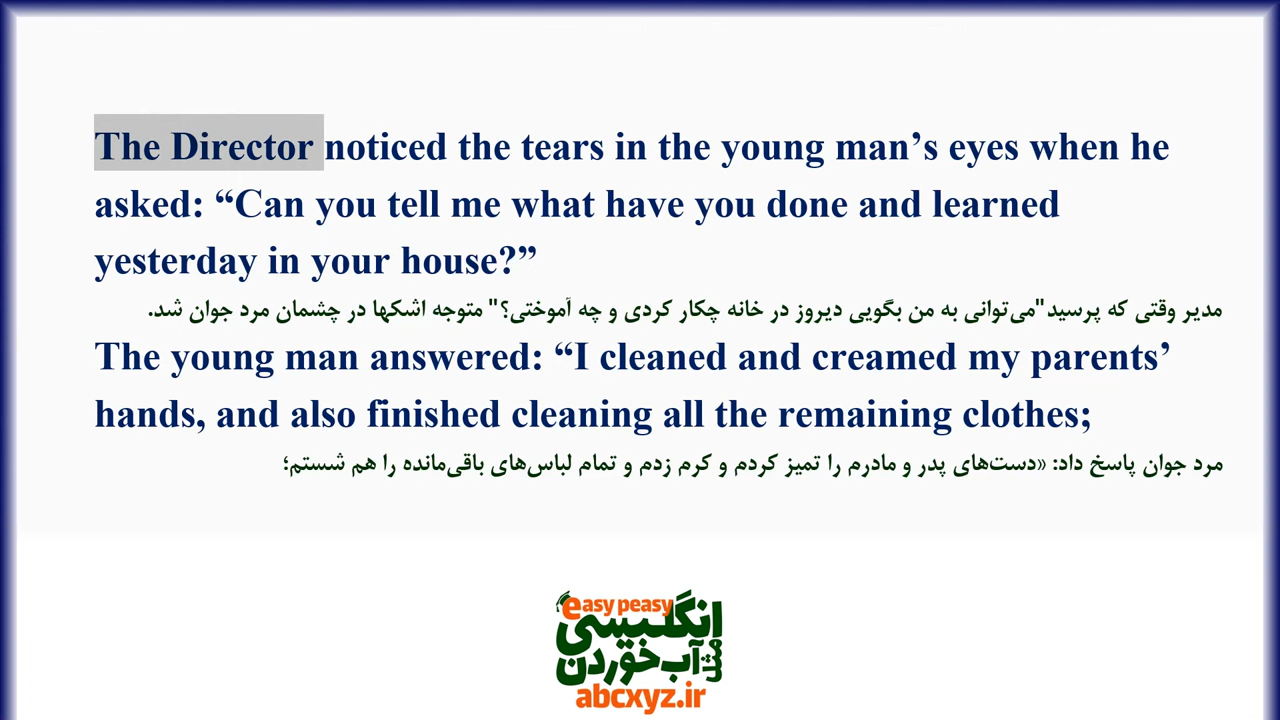 The Director noticed the tears in the young man’s eyes when he
asked: “Can you tell me what have you done and learned
yesterday in your house?”
مدیر وقتی که پرسید"می‌توانی به من بگویی دیروز در خانه چکار کردی و چه آموختی؟" متوجه اشکها در چشمان مرد جوان شد.
The young man answered: “I cleaned and creamed my parents’
hands, and also finished cleaning all the remaining clothes;
مرد جوان پاسخ داد: «دست‌های پدر و مادرم را تمیز کردم و کرم زدم و تمام لباس‌های باقی‌مانده را هم شستم؛
easy peasy
انگلیسی
مثل
آب خوردن
abcxyz.ir